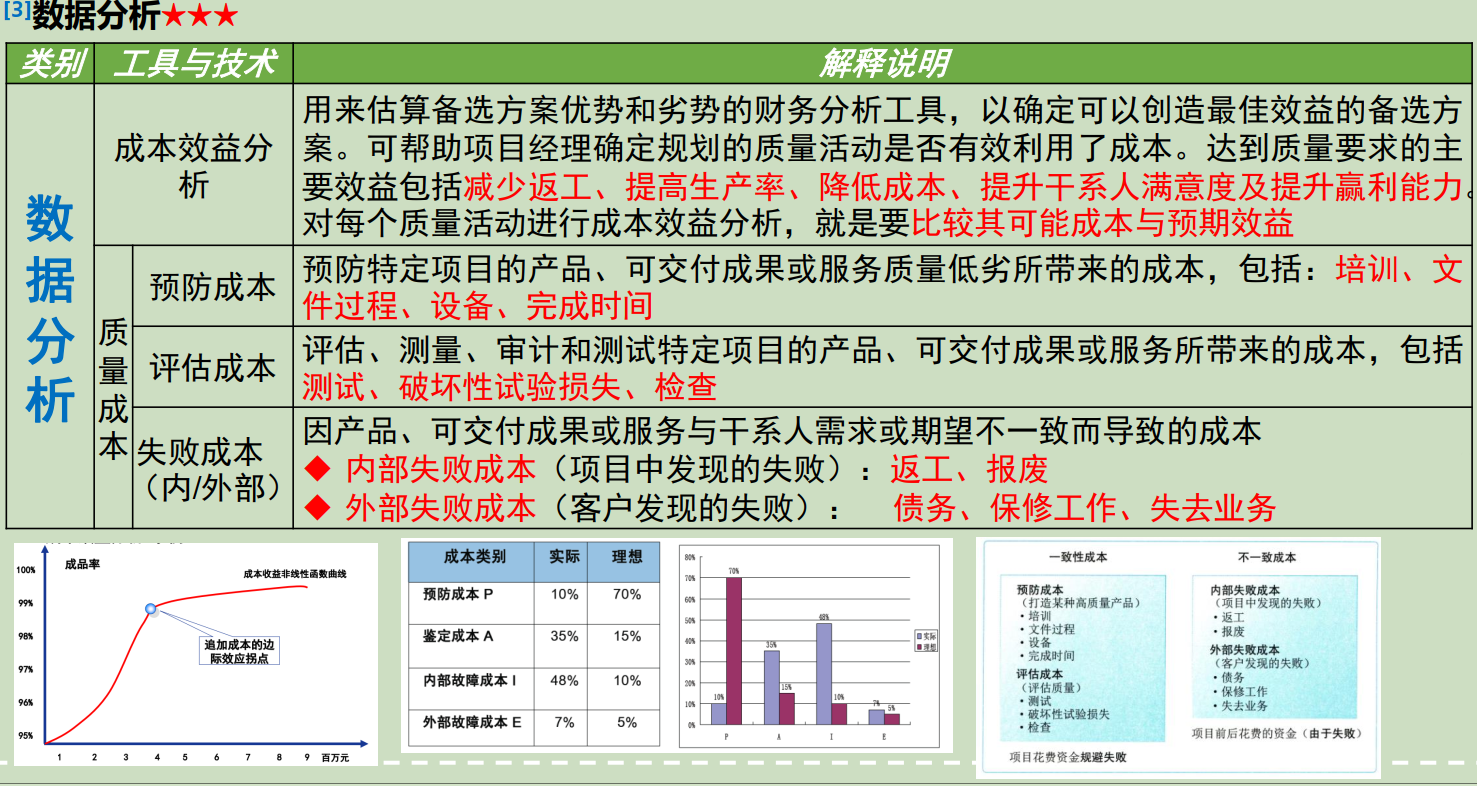 [3]数据分析★★★
类别 工具与技术 解释说明
数据分析
成本效益分
析
用来估算备选方案优势和劣势的财务分析工具，以确定可以创造最佳效益的备选方
案。可帮助项目经理确定规划的质量活动是否有效利用了成本。达到质量要求的主
要效益包括减少返工、提高生产率、降低成本、提升干系人满意度及提升赢利能力。
对每个质量活动进行成本效益分析，就是要比较其可能成本与预期效益
质量成本
预防成本
预防特定项目的产品、可交付成果或服务质量低劣所带来的成本，包括：培训、文
件过程、设备、完成时间
评估成本
评估、测量、审计和测试特定项目的产品、可交付成果或服务所带来的成本，包括
测试、破坏性试验损失、检查
失败成本
（内/外部）
因产品、可交付成果或服务与干系人需求或期望不一致而导致的成本
◆ 内部失败成本（项目中发现的失败）：返工、报废
◆ 外部失败成本（客户发现的失败）： 债务、保修工作、失去业务
成品率
成本收益非线性函数曲线
100%
99%
98%
97%
96%
95%
追加成本的边
际效应拐点
1 2 3 4 5 6 7 8 9 百万元
成本类别 实际 理想
预防成本 P 10% 70%
鉴定成本 A 35% 15%
内部故障成本 I 48% 10%
外部故障成本 E 7% 5%
80%
70%
60%
50%
40%
30%
20%
10%
0%
10% 70% 35% 15% 48% 10% 7% 5%
P A I E
实际
理想
一致性成本
预防成本
（打造某种高质量产品）
·培训
·文件过程
·设备
·完成时间
评估成本
（评估质量）
·测试
·破坏性试验损失
·检查
项目花费资金规避失败
不一致成本
内部失败成本
（项目中发现的失败）
·返工
·报废
外部失败成本
（客户发现的失败）
·债务
·保修工作
·失去业务
项目前后花费的资金（由于失败）